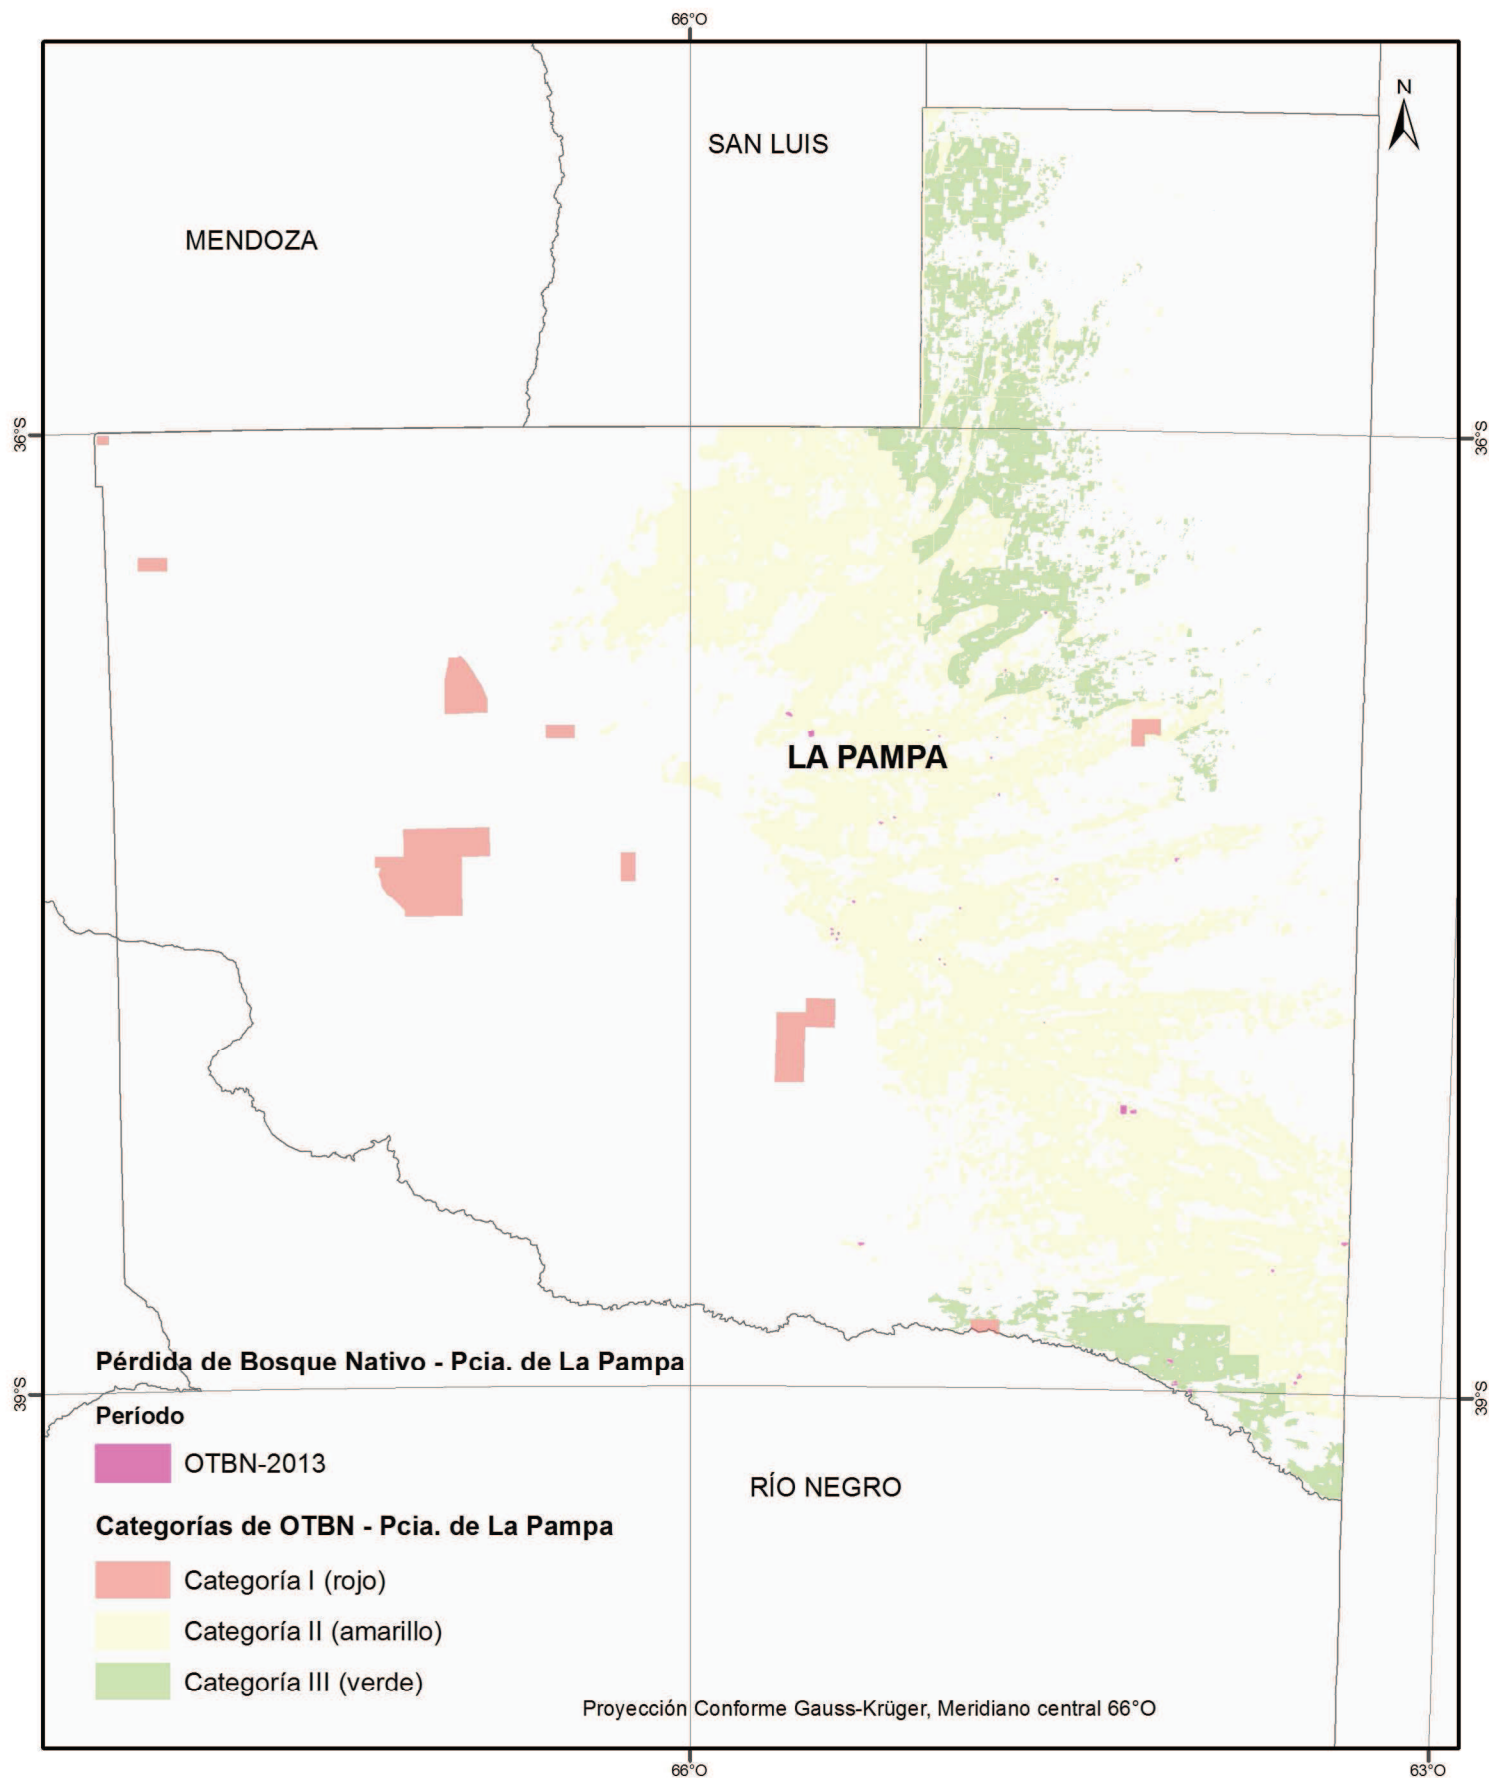 66°O
N
SAN LUIS
MENDOZA
36°S
36°S
LA PAMPA
Pérdida de Bosque Nativo - Pcia. de La Pampa
39°S
39°S
Período
OTBN-2013
RÍO NEGRO
Categorías de OTBN - Pcia. de La Pampa
Categoría I (rojo)
Categoría II (amarillo)
Categoría III (verde)
Proyección Conforme Gauss-Krüger, Meridiano central 66°O
66°O
63°O